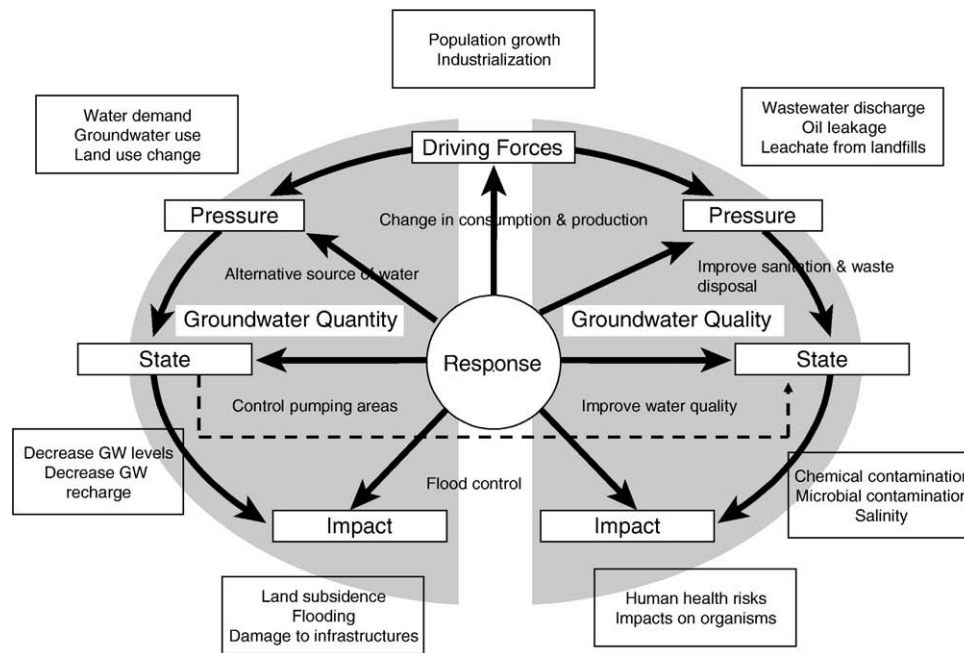 Population growth
Industrialization
Water demand
Groundwater use
Land use change
Wastewater discharge
Oil leakage
Leachate from landfills
Driving Forces
Pressure
Pressure
Change in consumption & production
Alternative source of water
Improve sanitation & waste
disposal
Groundwater Quantity
Groundwater Quality
State
Response
State
Control pumping areas
Improve water quality
Decrease GW levels
Decrease GW
recharge
Flood control
Chemical contamination
Microbial contamination
Salinity
Impact
Impact
Land subsidence
Flooding
Damage to infrastructures
Human health risks
Impacts on organisms